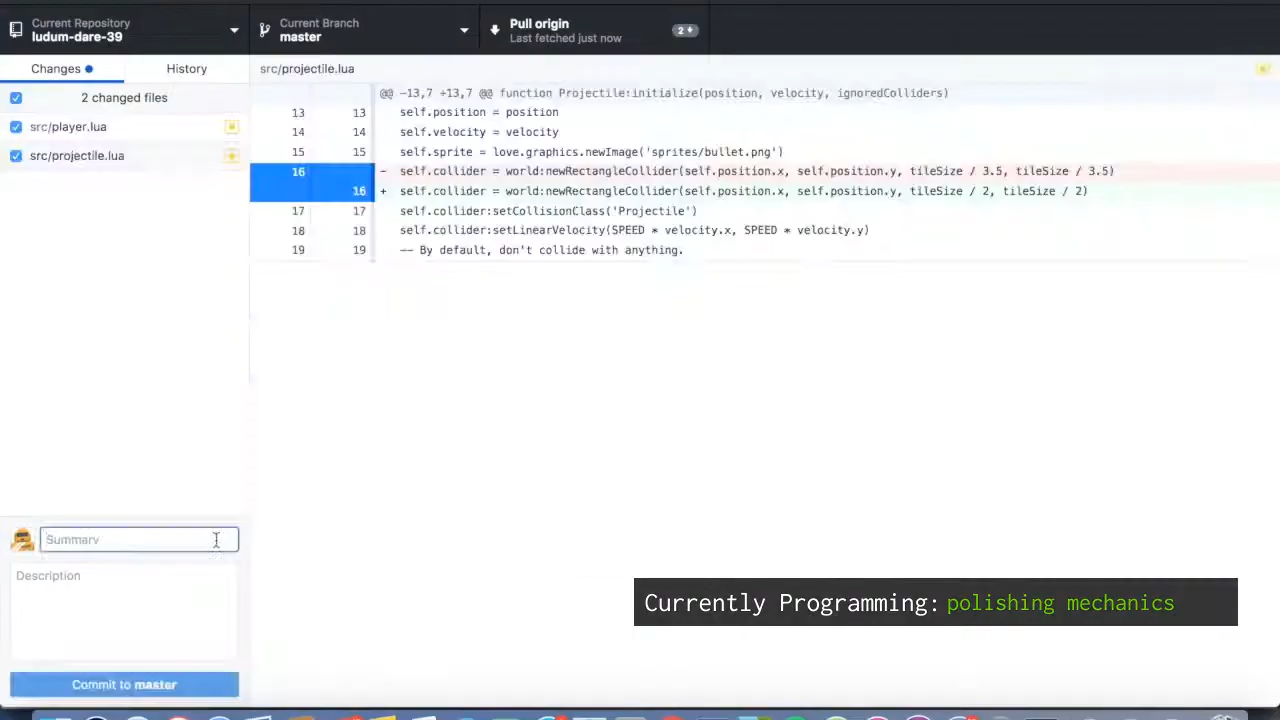 Current Repository
ludum-dare-39
Current Branch
master
Pull origin
Last fetched just now
2
Changes
History
src/projectile.lua
2 changed files
src/player.lua
src/projectile.lua
@@ -13,7 +13,7 @@ function Projectile:initialize(position, velocity, ignoredColliders)
13 13 self.position = position
14 14 self.velocity = velocity
15 15 self.sprite = love.graphics.newImage('sprites/bullet.png')
16 - self.collider = world:newRectangleCollider(self.position.x, self.position.y, tileSize / 3.5, tileSize / 3.5)
16 + self.collider = world:newRectangleCollider(self.position.x, self.position.y, tileSize / 2, tileSize / 2)
17 17 self.collider:setCollisionClass('Projectile')
18 18 self.collider:setLinearVelocity(SPEED * velocity.x, SPEED * velocity.y)
19 19 -- By default, don't collide with anything.
Summary
Description
Commit to master
Currently Programming: polishing mechanics